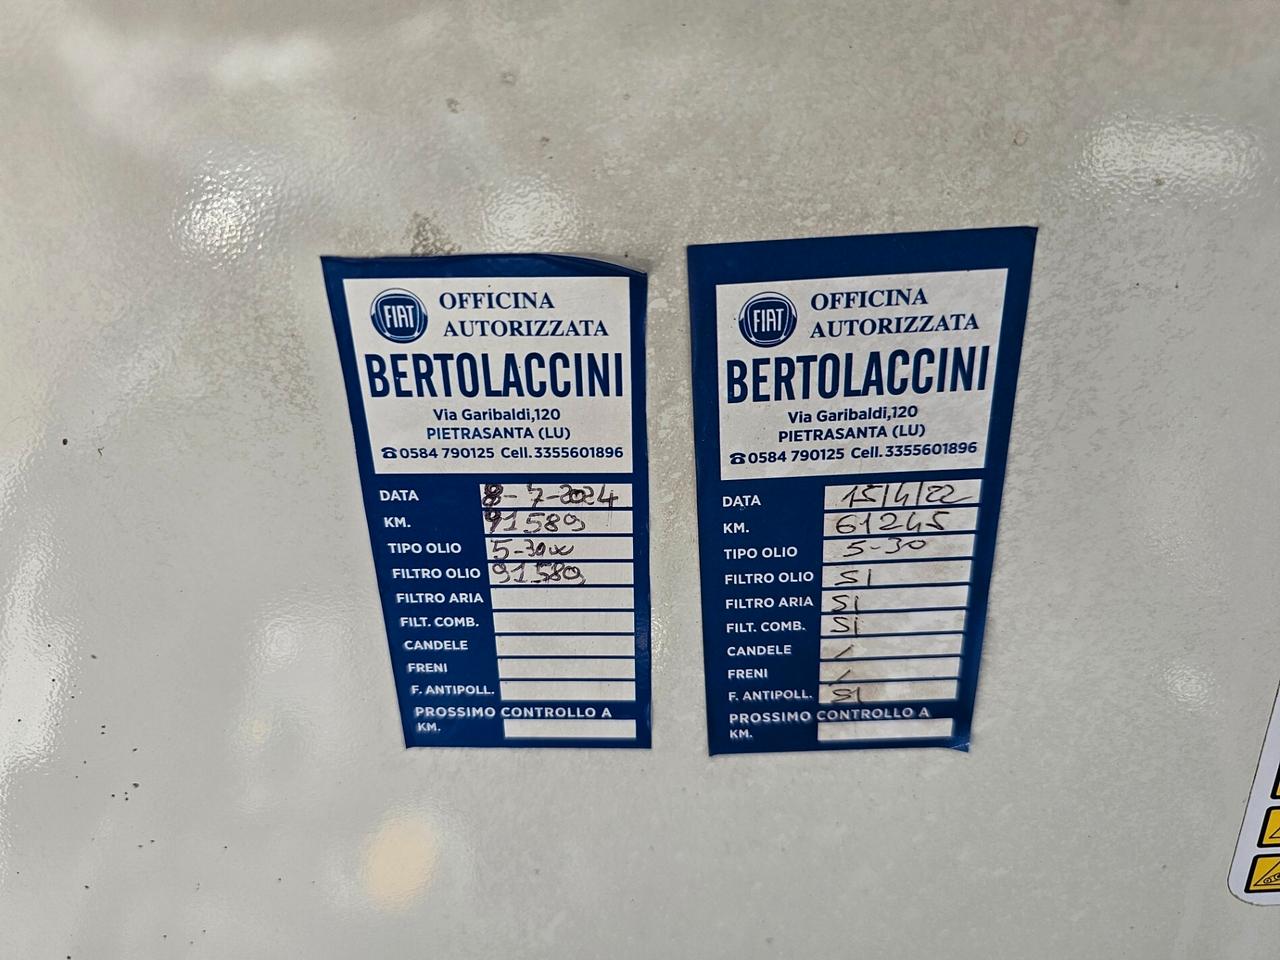 FIAT
OFFICINA
AUTORIZZATA
BERTOLACCINI
Via Garibaldi,120
PIETRASANTA (LU)
☎0584 790125 Cell.3355601896
DATA 8-7-2024
KM. 91589
TIPO OLIO 5-30
FILTRO OLIO 91589
FILTRO ARIA
FILT. COMB.
CANDELE
FRENI
F. ANTIPOLL.
PROSSIMO CONTROLLO A
KM.
FIAT
OFFICINA
AUTORIZZATA
BERTOLACCINI
Via Garibaldi,120
PIETRASANTA (LU)
☎0584 790125 Cell.3355601896
DATA 15/4/22
KM. 61245
TIPO OLIO 5-30
FILTRO OLIO SI
FILTRO ARIA SI
FILT. COMB. SI
CANDELE /
FRENI /
F. ANTIPOLL. SI
PROSSIMO CONTROLLO A
KM.